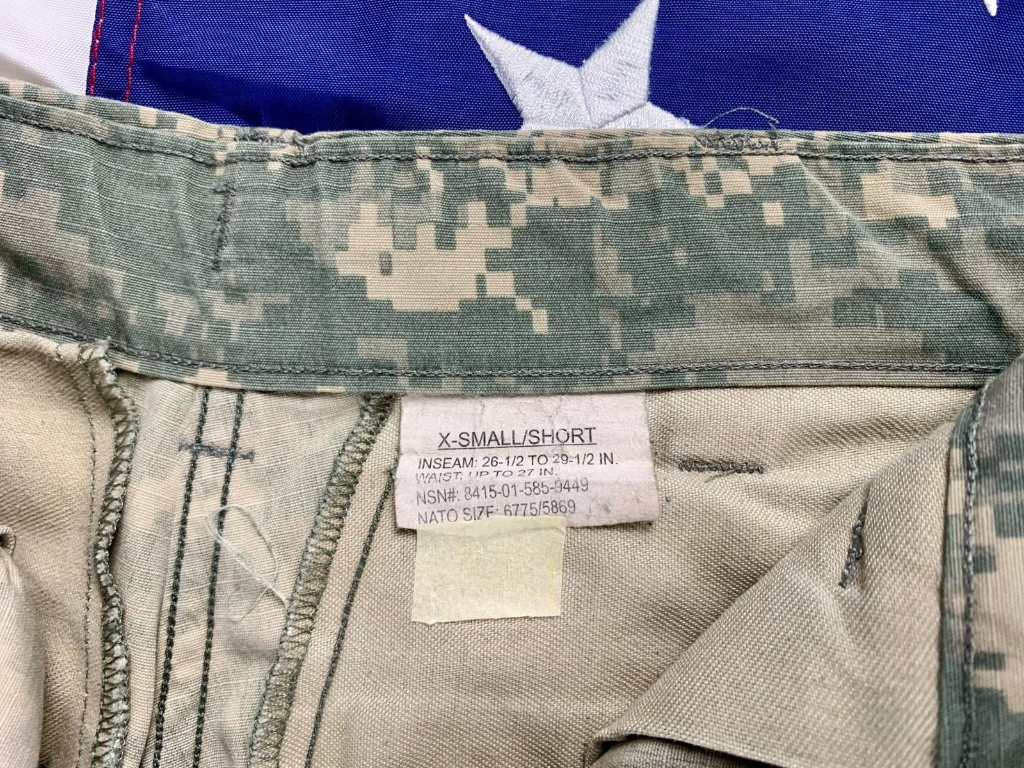 X-SMALL/SHORT
INSEAM: 26-1/2 TO 29-1/2 IN.
WAIST: UP TO 27 IN.
NSN#: 8415-01-585-9449
NATO SIZE: 6775/5869